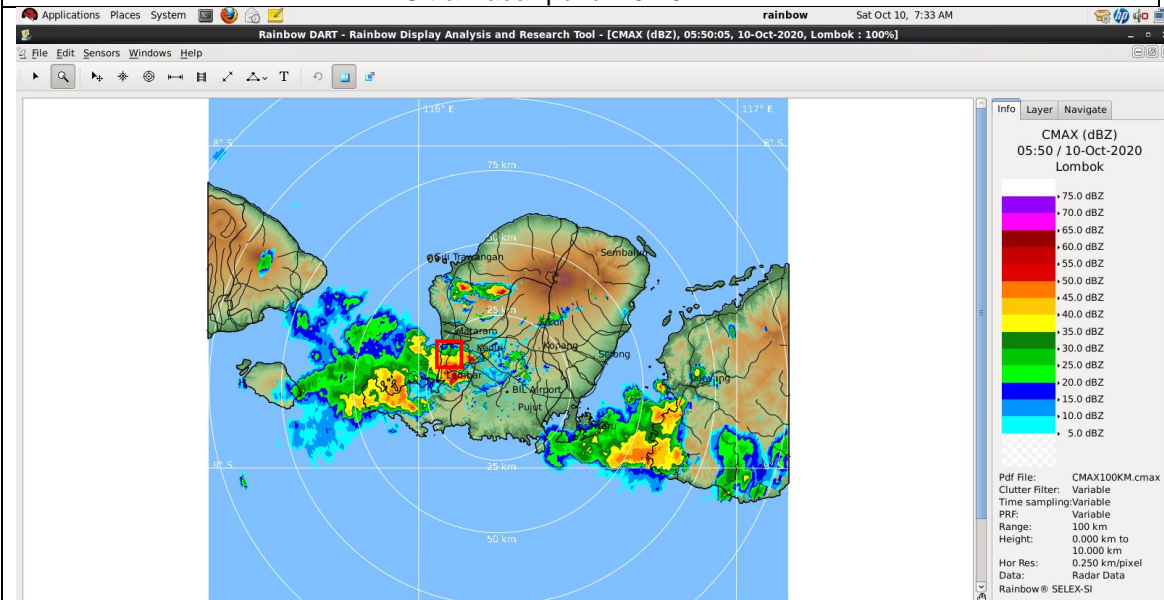 Applications Places System
rainbow
Sat Oct 10, 7:33 AM
Rainbow DART - Rainbow Display Analysis and Research Tool - [CMAX (dBZ), 05:50:05, 10-Oct-2020, Lombok : 100%]
File Edit Sensors Windows Help
T
Info Layer Navigate
CMAX (dBZ)
05:50 / 10-Oct-2020
Lombok
75.0 dBZ
70.0 dBZ
65.0 dBZ
60.0 dBZ
55.0 dBZ
50.0 dBZ
45.0 dBZ
40.0 dBZ
35.0 dBZ
30.0 dBZ
25.0 dBZ
20.0 dBZ
15.0 dBZ
10.0 dBZ
5.0 dBZ
Pdf File: CMAX100KM.cmax
Clutter Filter: Variable
Time sampling:Variable
PRF: Variable
Range: 100 km
Height: 0.000 km to
10.000 km
Hor Res: 0.250 km/pixel
Data: Radar Data
Rainbow® SELEX-SI
116° E
117° E
8° S
8° S
75 km
50 km
Gili Trawangan
Sembalun
25 km
Mataram
Kopang
Selong
Lembar
BIL Airport
Pujut
9° S
25 km
9° S
50 km